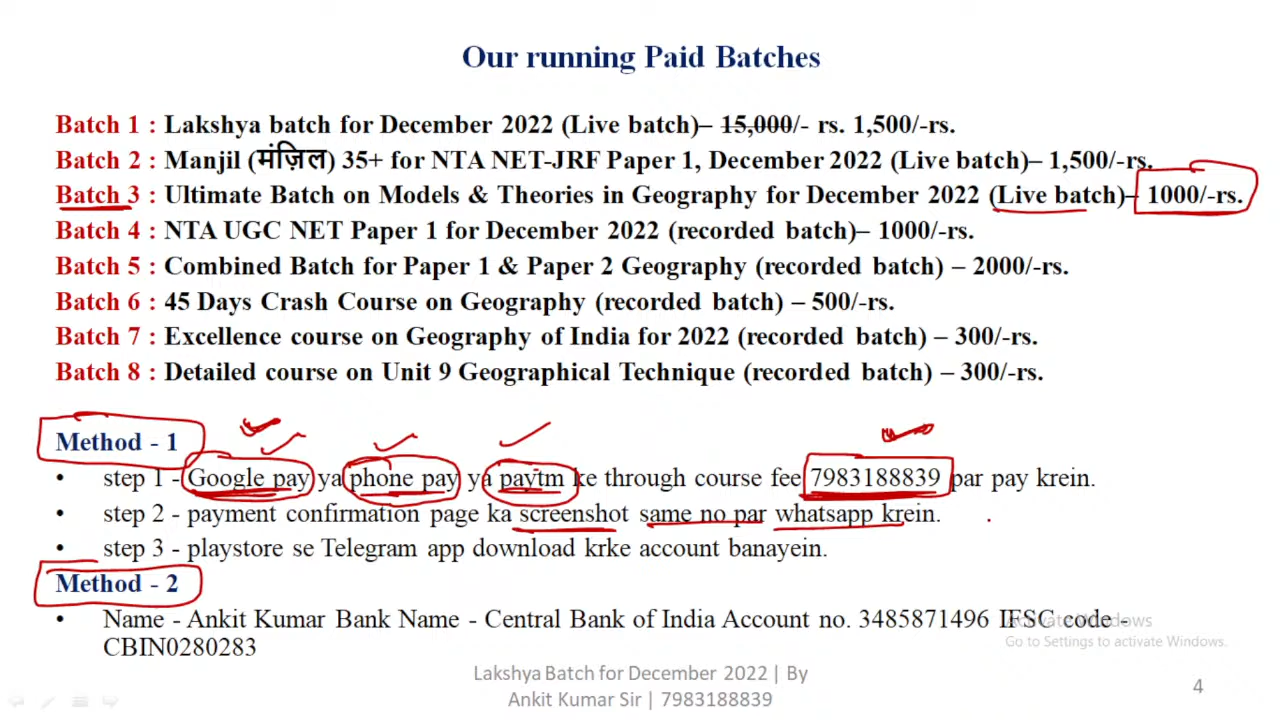 Our running Paid Batches
Batch 1 : Lakshya batch for December 2022 (Live batch)– 15,000/- rs. 1,500/-rs.
Batch 2 : Manjil (मंज़िल) 35+ for NTA NET-JRF Paper 1, December 2022 (Live batch)– 1,500/-rs.
Batch 3 : Ultimate Batch on Models & Theories in Geography for December 2022 (Live batch)– 1000/-rs.
Batch 4 : NTA UGC NET Paper 1 for December 2022 (recorded batch)– 1000/-rs.
Batch 5 : Combined Batch for Paper 1 & Paper 2 Geography (recorded batch) – 2000/-rs.
Batch 6 : 45 Days Crash Course on Geography (recorded batch) – 500/-rs.
Batch 7 : Excellence course on Geography of India for 2022 (recorded batch) – 300/-rs.
Batch 8 : Detailed course on Unit 9 Geographical Technique (recorded batch) – 300/-rs.
Method - 1
• step 1 - Google pay ya phone pay ya paytm ke through course fee 7983188839 par pay krein.
• step 2 - payment confirmation page ka screenshot same no par whatsapp krein.
• step 3 - playstore se Telegram app download krke account banayein.
Method - 2
• Name - Ankit Kumar Bank Name - Central Bank of India Account no. 3485871496 IFSC code -
CBIN0280283
Activate Windows
Go to Settings to activate Windows.
Lakshya Batch for December 2022 | By
Ankit Kumar Sir | 7983188839
4